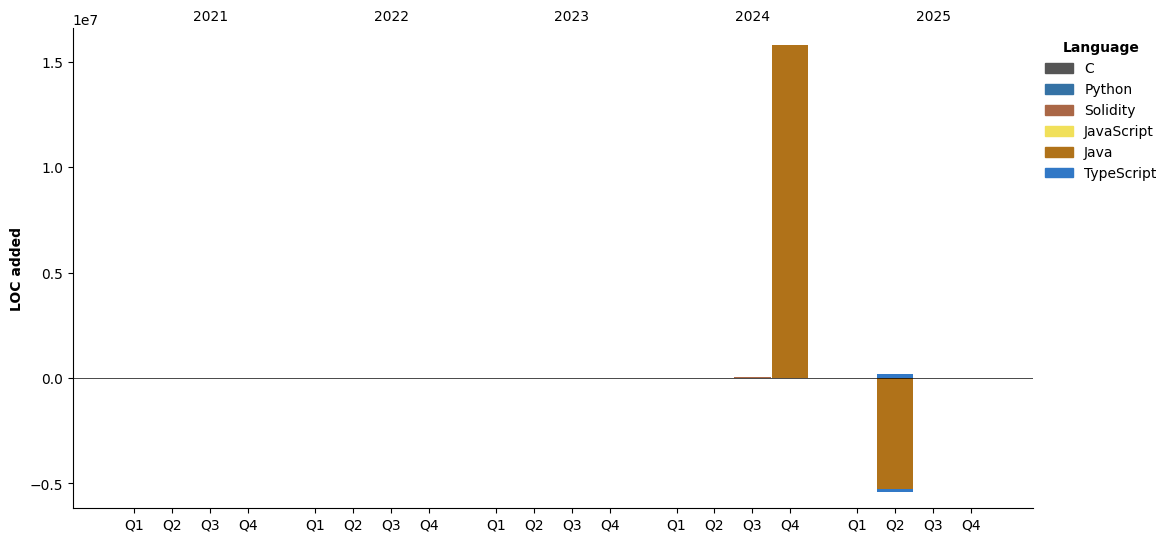 1e7
2021 2022 2023 2024 2025
Language
C
Python
Solidity
JavaScript
Java
TypeScript
LOC added
1.5
1.0
0.5
0.0
−0.5
Q1 Q2 Q3 Q4 Q1 Q2 Q3 Q4 Q1 Q2 Q3 Q4 Q1 Q2 Q3 Q4 Q1 Q2 Q3 Q4